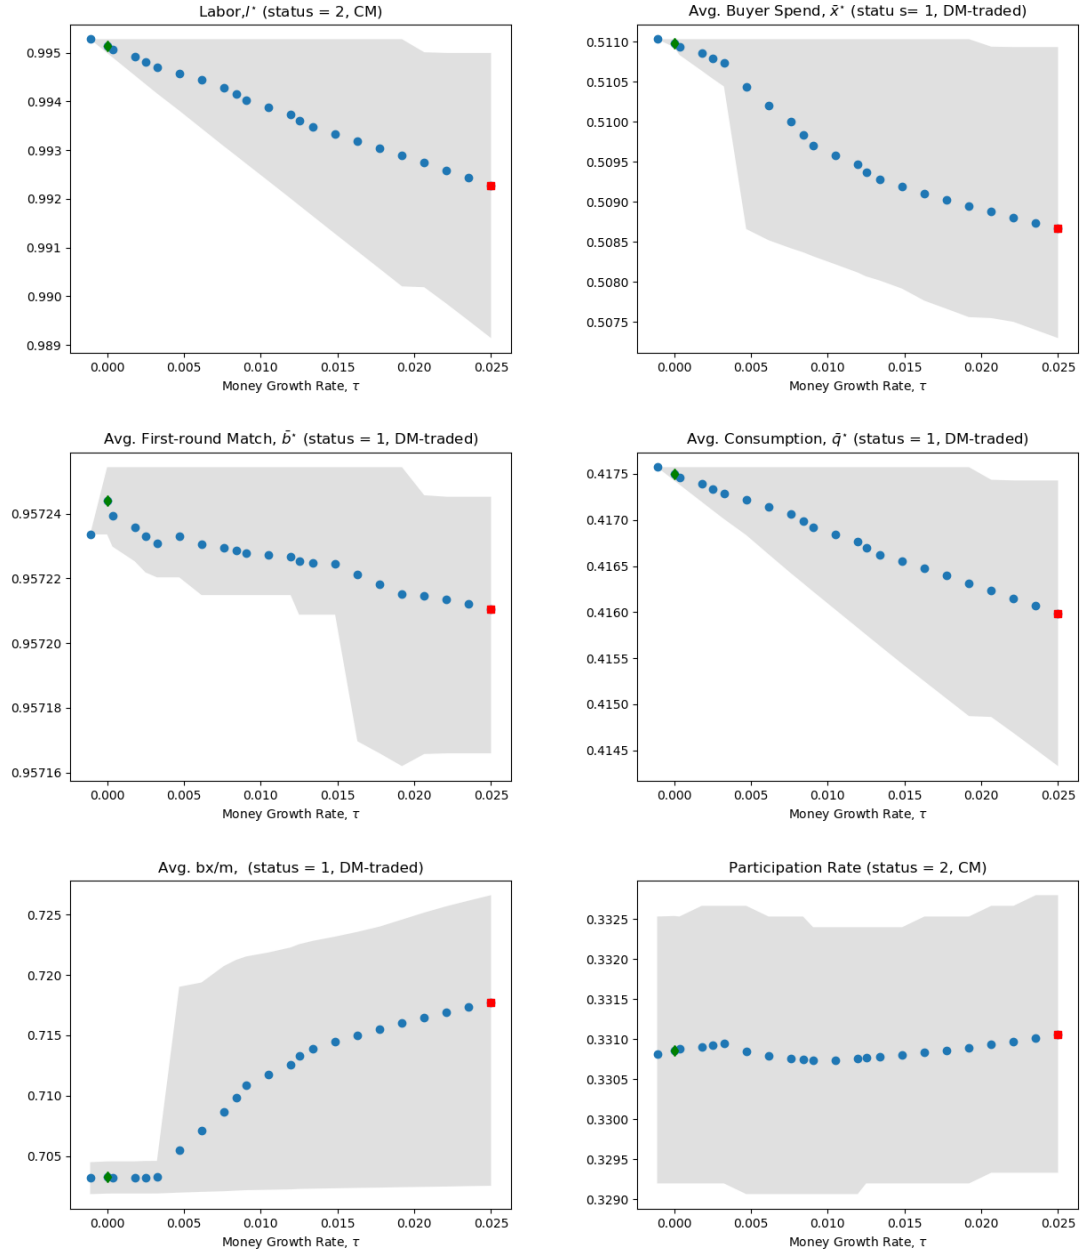 Labor,l* (status = 2, CM)
0.995
0.994
0.993
0.992
0.991
0.990
0.989
0.000 0.005 0.010 0.015 0.020 0.025
Money Growth Rate, τ
Avg. Buyer Spend, x̄* (statu s= 1, DM-traded)
0.5110
0.5105
0.5100
0.5095
0.5090
0.5085
0.5080
0.5075
0.000 0.005 0.010 0.015 0.020 0.025
Money Growth Rate, τ
Avg. First-round Match, b̄* (status = 1, DM-traded)
0.95724
0.95722
0.95720
0.95718
0.95716
0.000 0.005 0.010 0.015 0.020 0.025
Money Growth Rate, τ
Avg. Consumption, q̄* (status = 1, DM-traded)
0.4175
0.4170
0.4165
0.4160
0.4155
0.4150
0.4145
0.000 0.005 0.010 0.015 0.020 0.025
Money Growth Rate, τ
Avg. bx/m, (status = 1, DM-traded)
0.725
0.720
0.715
0.710
0.705
0.000 0.005 0.010 0.015 0.020 0.025
Money Growth Rate, τ
Participation Rate (status = 2, CM)
0.3325
0.3320
0.3315
0.3310
0.3305
0.3300
0.3295
0.3290
0.000 0.005 0.010 0.015 0.020 0.025
Money Growth Rate, τ